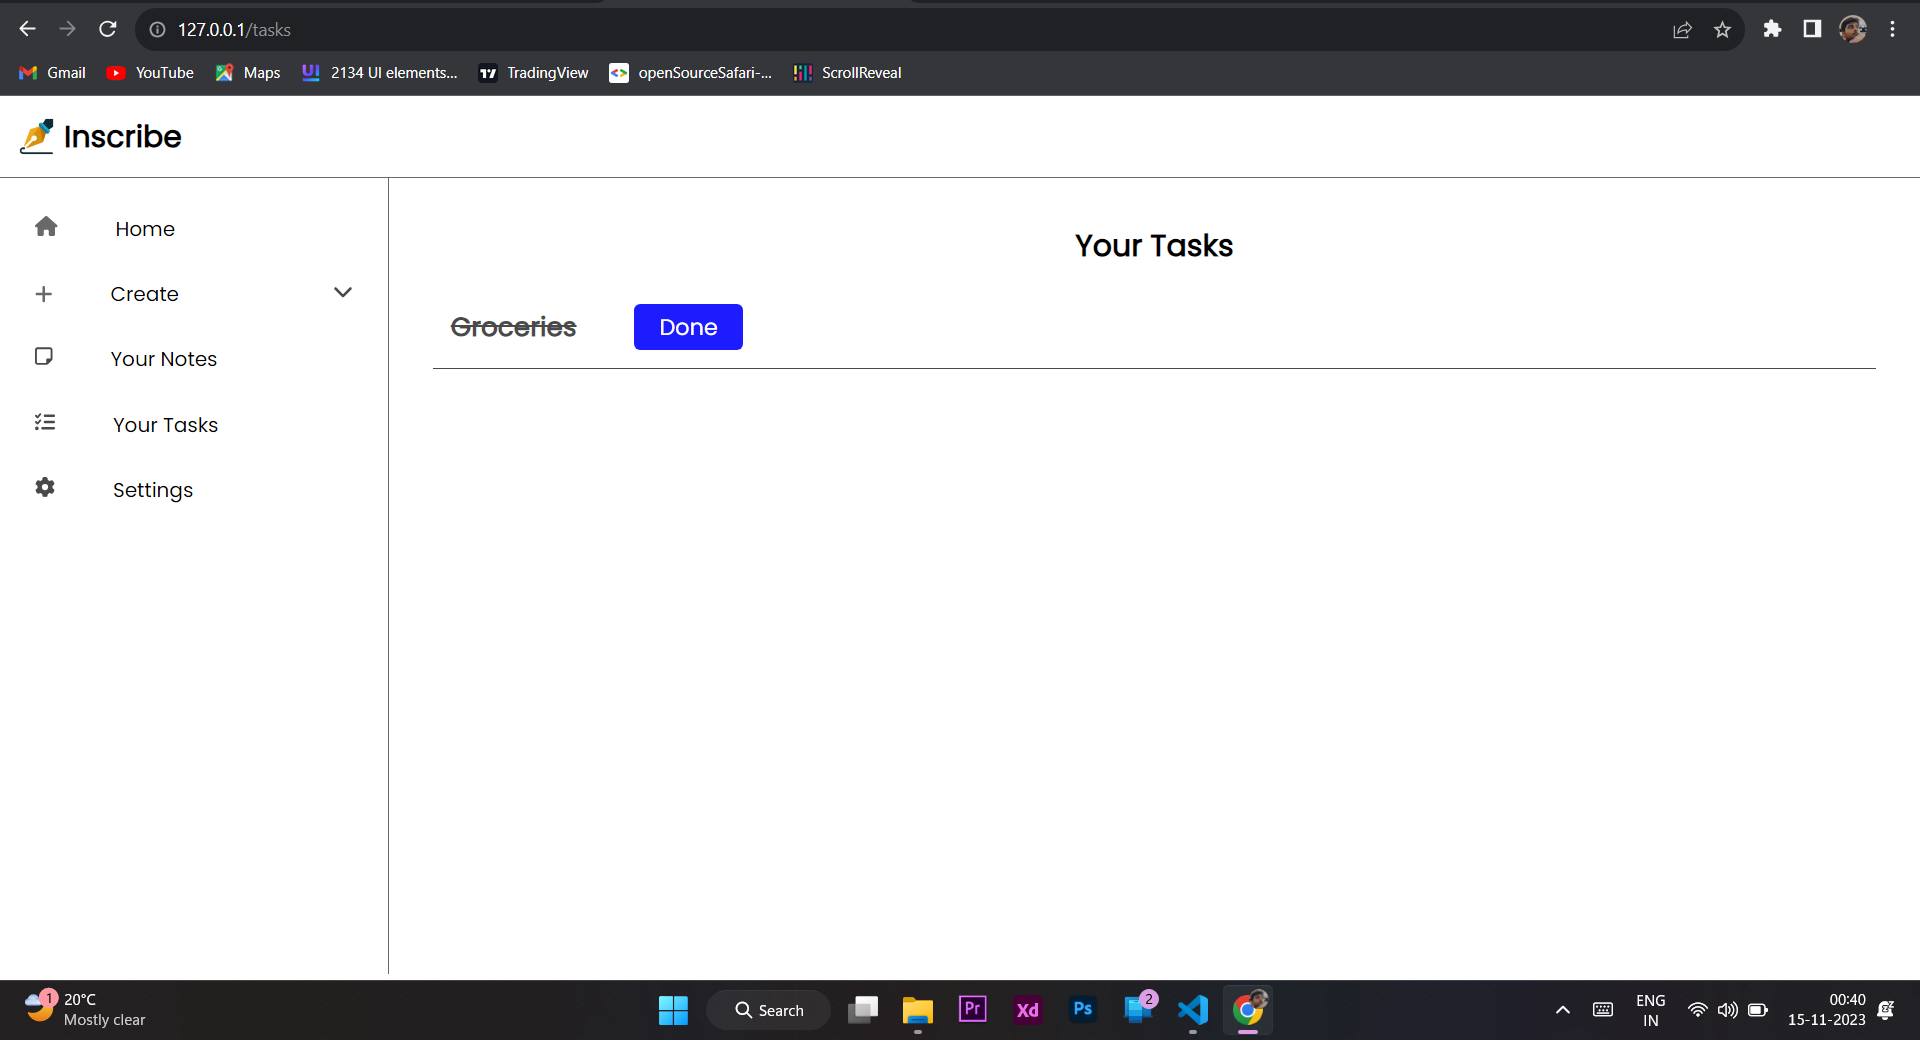 127.0.0.1/tasks
Gmail
YouTube
Maps
2134 UI elements...
TradingView
openSourceSafari-...
ScrollReveal
Inscribe
Home
Create
Your Notes
Your Tasks
Settings
Your Tasks
Groceries
Done
1
20°C
Mostly clear
Search
Pr
Xd
Ps
2
ENG
IN
00:40
15-11-2023